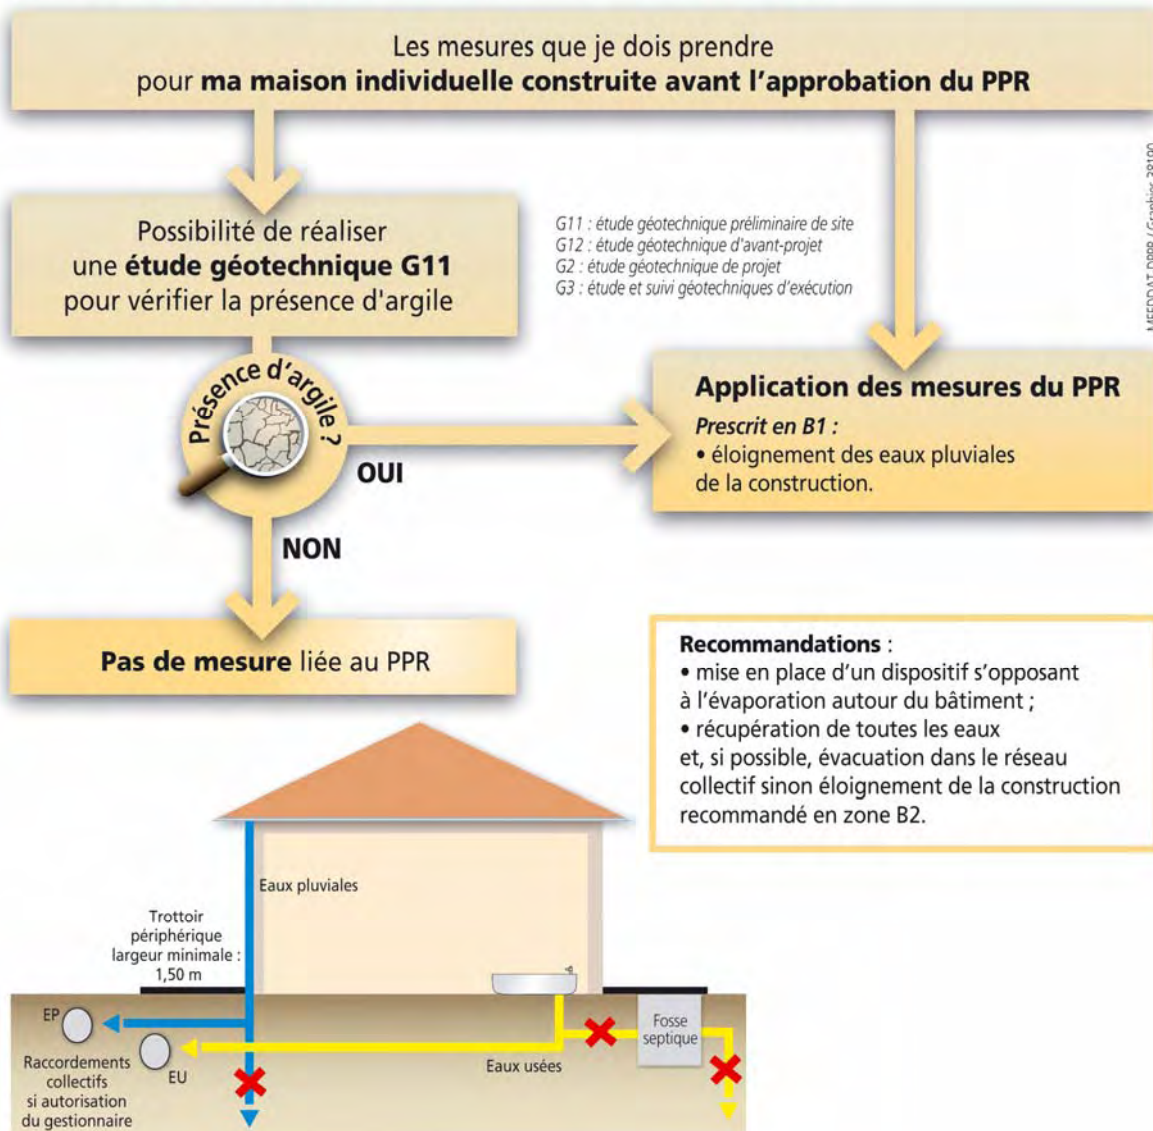 Les mesures que je dois prendre
pour ma maison individuelle construite avant l'approbation du PPR
Possibilité de réaliser
une étude géotechnique G11
pour vérifier la présence d'argile
G11 : étude géotechnique préliminaire de site
G12 : étude géotechnique d'avant-projet
G2 : étude géotechnique de projet
G3 : étude et suivi géotechniques d'exécution
MEEDDAT DPPR / Graphies 38190
Présence d'argile ?
OUI
NON
Application des mesures du PPR
Prescrit en B1 :
• éloignement des eaux pluviales
de la construction.
Pas de mesure liée au PPR
Recommandations :
• mise en place d'un dispositif s'opposant
à l'évaporation autour du bâtiment ;
• récupération de toutes les eaux
et, si possible, évacuation dans le réseau
collectif sinon éloignement de la construction
recommandé en zone B2.
Eaux pluviales
Trottoir
périphérique
largeur minimale :
1,50 m
EP
EU
Raccordements
collectifs
si autorisation
du gestionnaire
Eaux usées
Fosse
septique